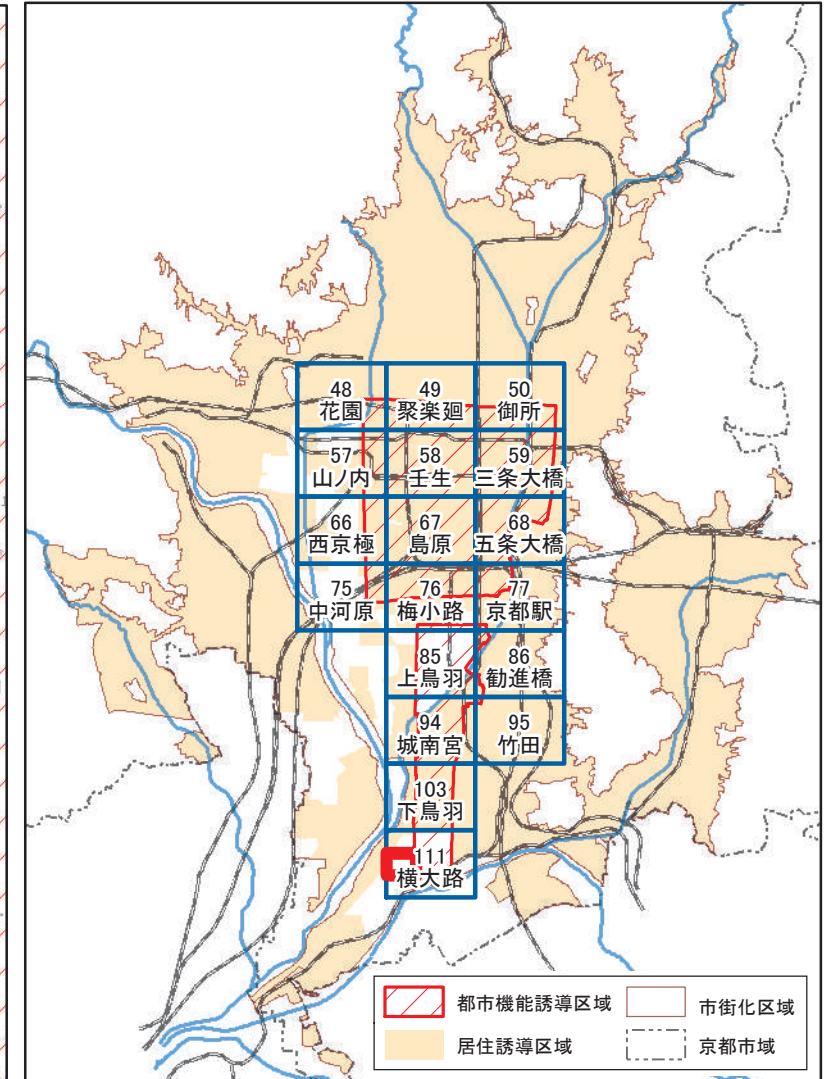 48
花園
49
聚楽廻
50
御所
57
山ノ内
58
壬生
59
三条大橋
66
西京極
67
島原
68
五条大橋
75
中河原
76
梅小路
77
京都駅
85
上鳥羽
86
勧進橋
94
城南宮
95
竹田
103
下鳥羽
111
横大路
都市機能誘導区域
市街化区域
居住誘導区域
京都市域